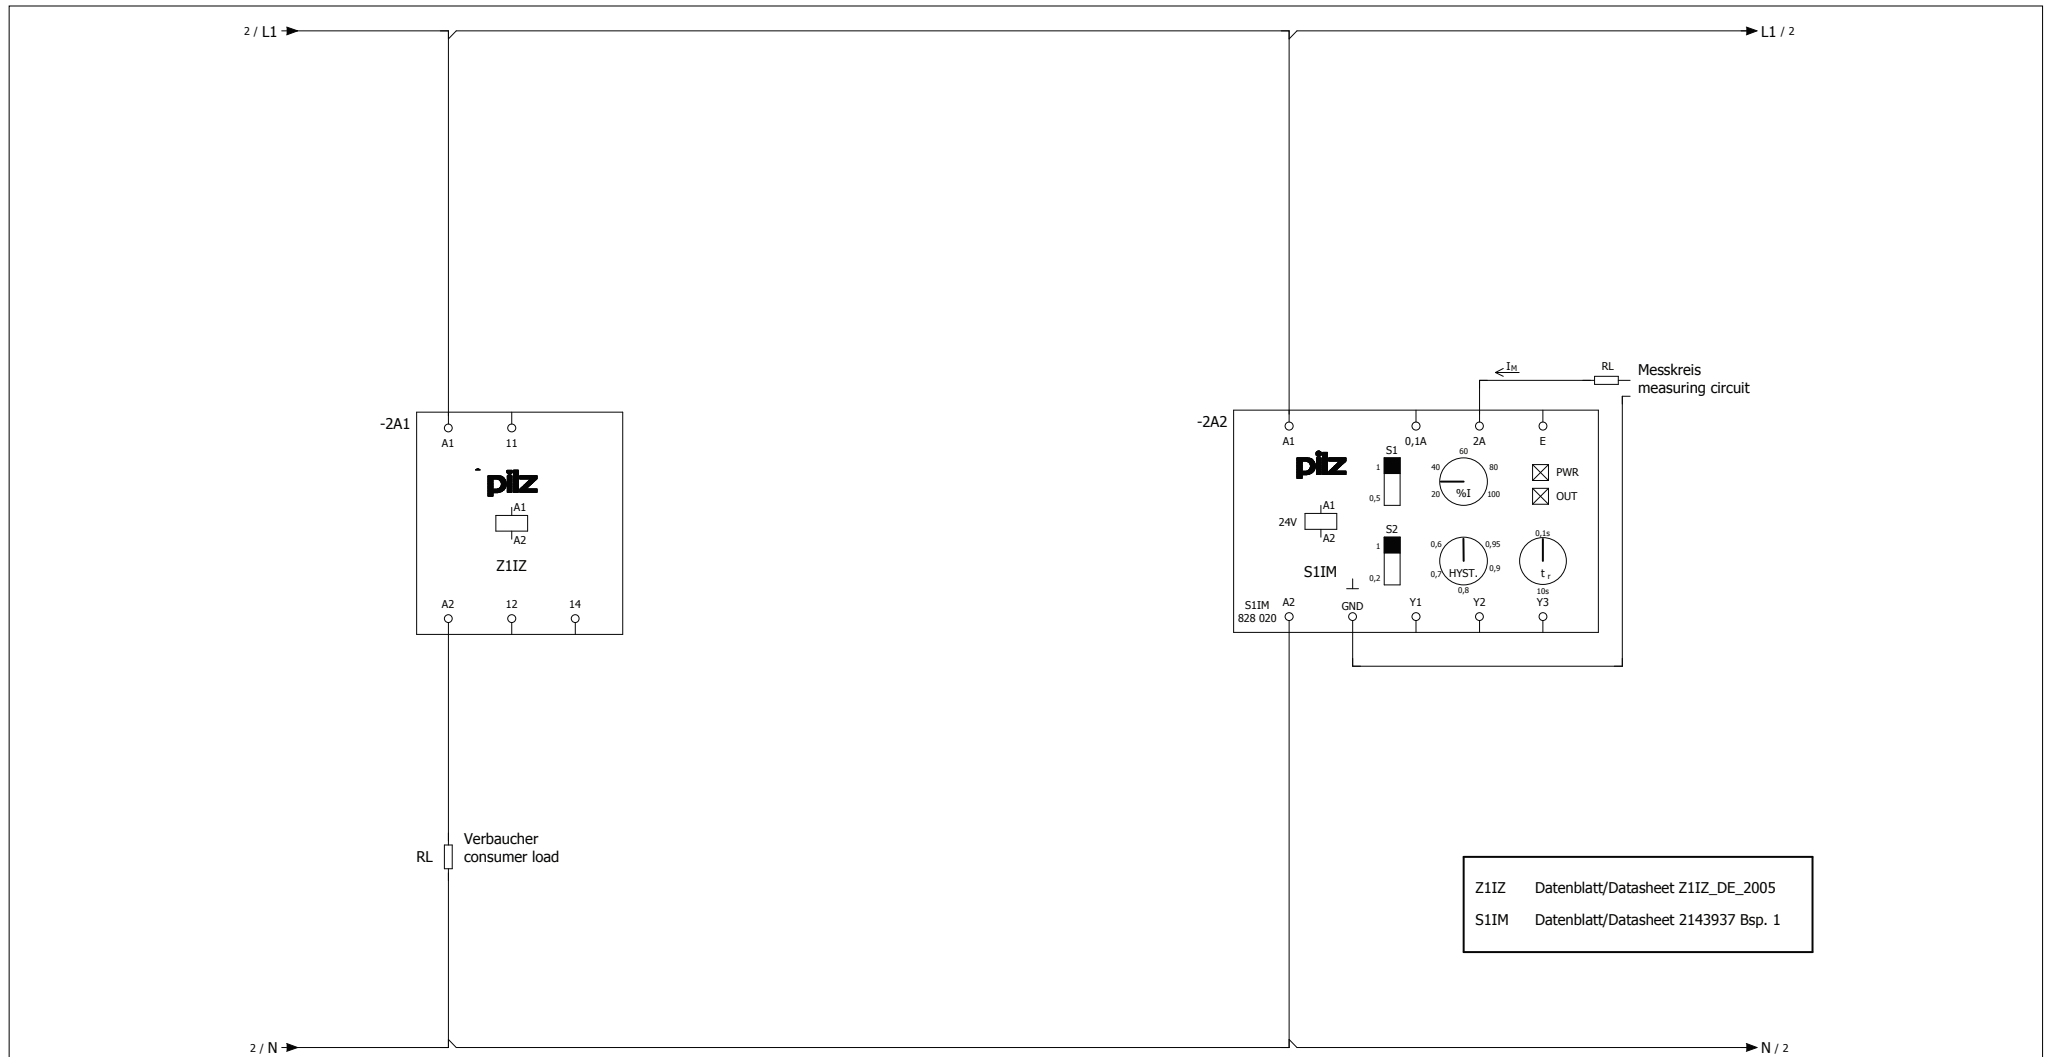 2 / L1
L1 / 2
-2A1
A1
11
pilz
A1
A2
Z1IZ
A2
12
14
RL
Verbaucher
consumer load
IM
RL
Messkreis
measuring circuit
-2A2
A1
0,1A
2A
E
pilz
S1
1
0,5
60
40
80
20
100
%I
PWR
OUT
24V
A1
A2
S1IM
S2
1
0,2
0,6
0,95
0,7
0,9
0,8
HYST.
0,1s
tr
10s
S1IM
828 020
A2
GND
Y1
Y2
Y3
Z1IZ Datenblatt/Datasheet Z1IZ_DE_2005
S1IM Datenblatt/Datasheet 2143937 Bsp. 1
2 / N
N / 2